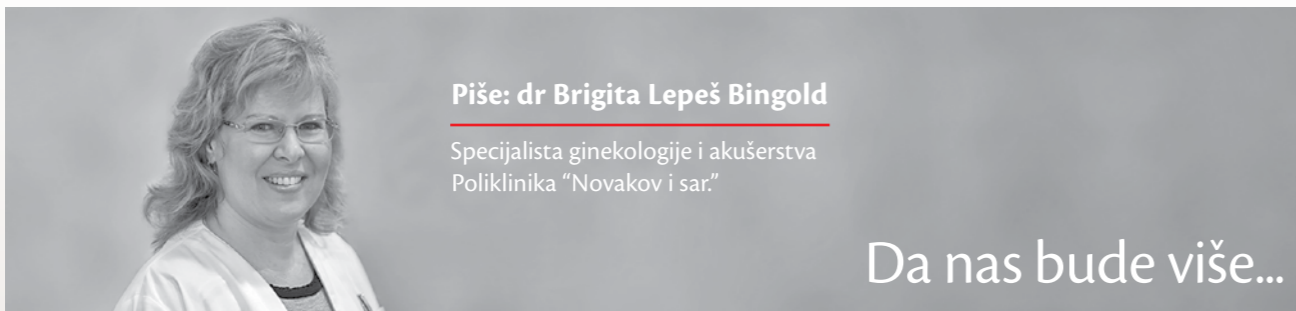 Piše: dr Brigita Lepeš Bingold
Specijalista ginekologije i akušerstva
Poliklinika “Novakov i sar.”
Da nas bude više...